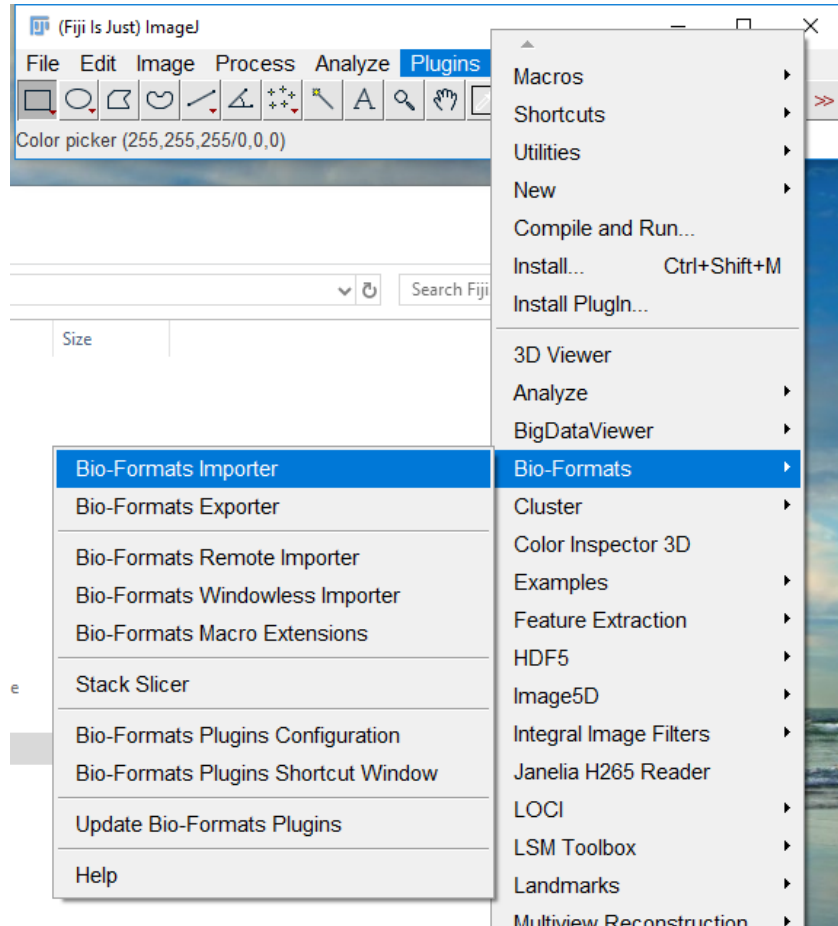 (Fiji Is Just) ImageJ
File Edit Image Process Analyze Plugins
A
>>
Color picker (255,255,255/0,0,0)
Search Fiji
Size
e
Macros
Shortcuts
Utilities
New
Compile and Run...
Install... Ctrl+Shift+M
Install PlugIn...
3D Viewer
Analyze
BigDataViewer
Bio-Formats
Cluster
Color Inspector 3D
Examples
Feature Extraction
HDF5
Image5D
Integral Image Filters
Janelia H265 Reader
LOCI
LSM Toolbox
Landmarks
Multiview Reconstruction
Bio-Formats Importer
Bio-Formats Exporter
Bio-Formats Remote Importer
Bio-Formats Windowless Importer
Bio-Formats Macro Extensions
Stack Slicer
Bio-Formats Plugins Configuration
Bio-Formats Plugins Shortcut Window
Update Bio-Formats Plugins
Help